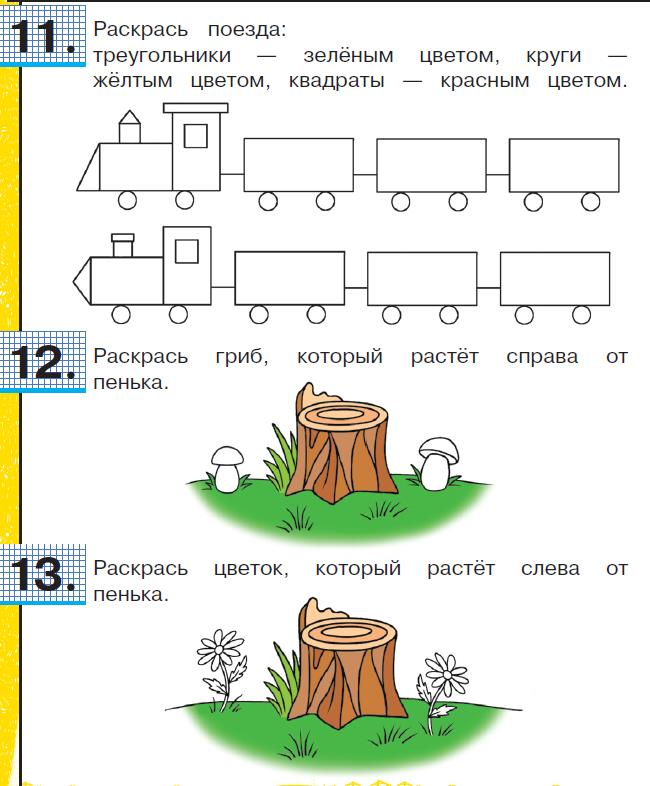 11. Раскрась поезда:
треугольники — зелёным цветом, круги —
жёлтым цветом, квадраты — красным цветом.
12. Раскрась гриб, который растёт справа от
пенька.
13. Раскрась цветок, который растёт слева от
пенька.